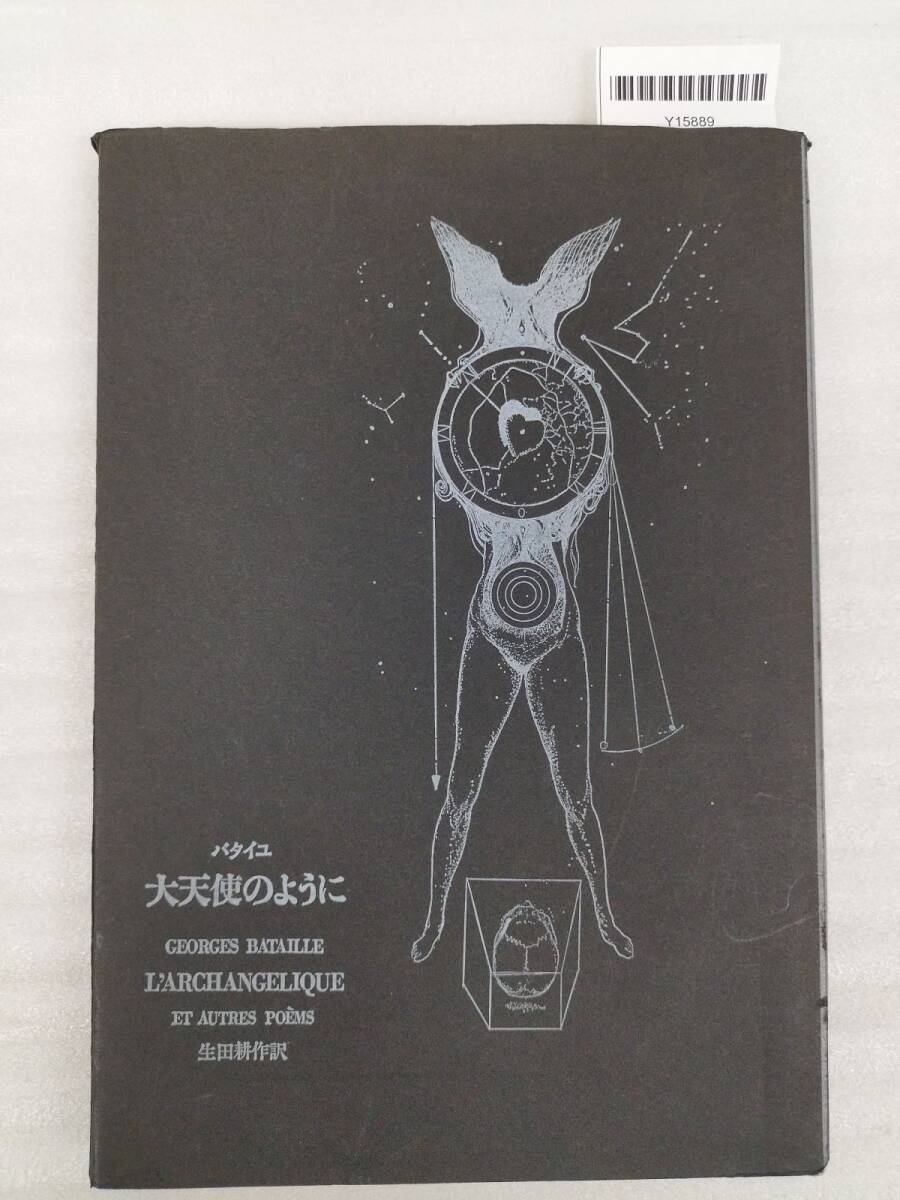 Y15889
バタイユ
大天使のように
GEORGES BATAILLE
L'ARCHANGELIQUE
ET AUTRES POÈMS
生田耕作訳